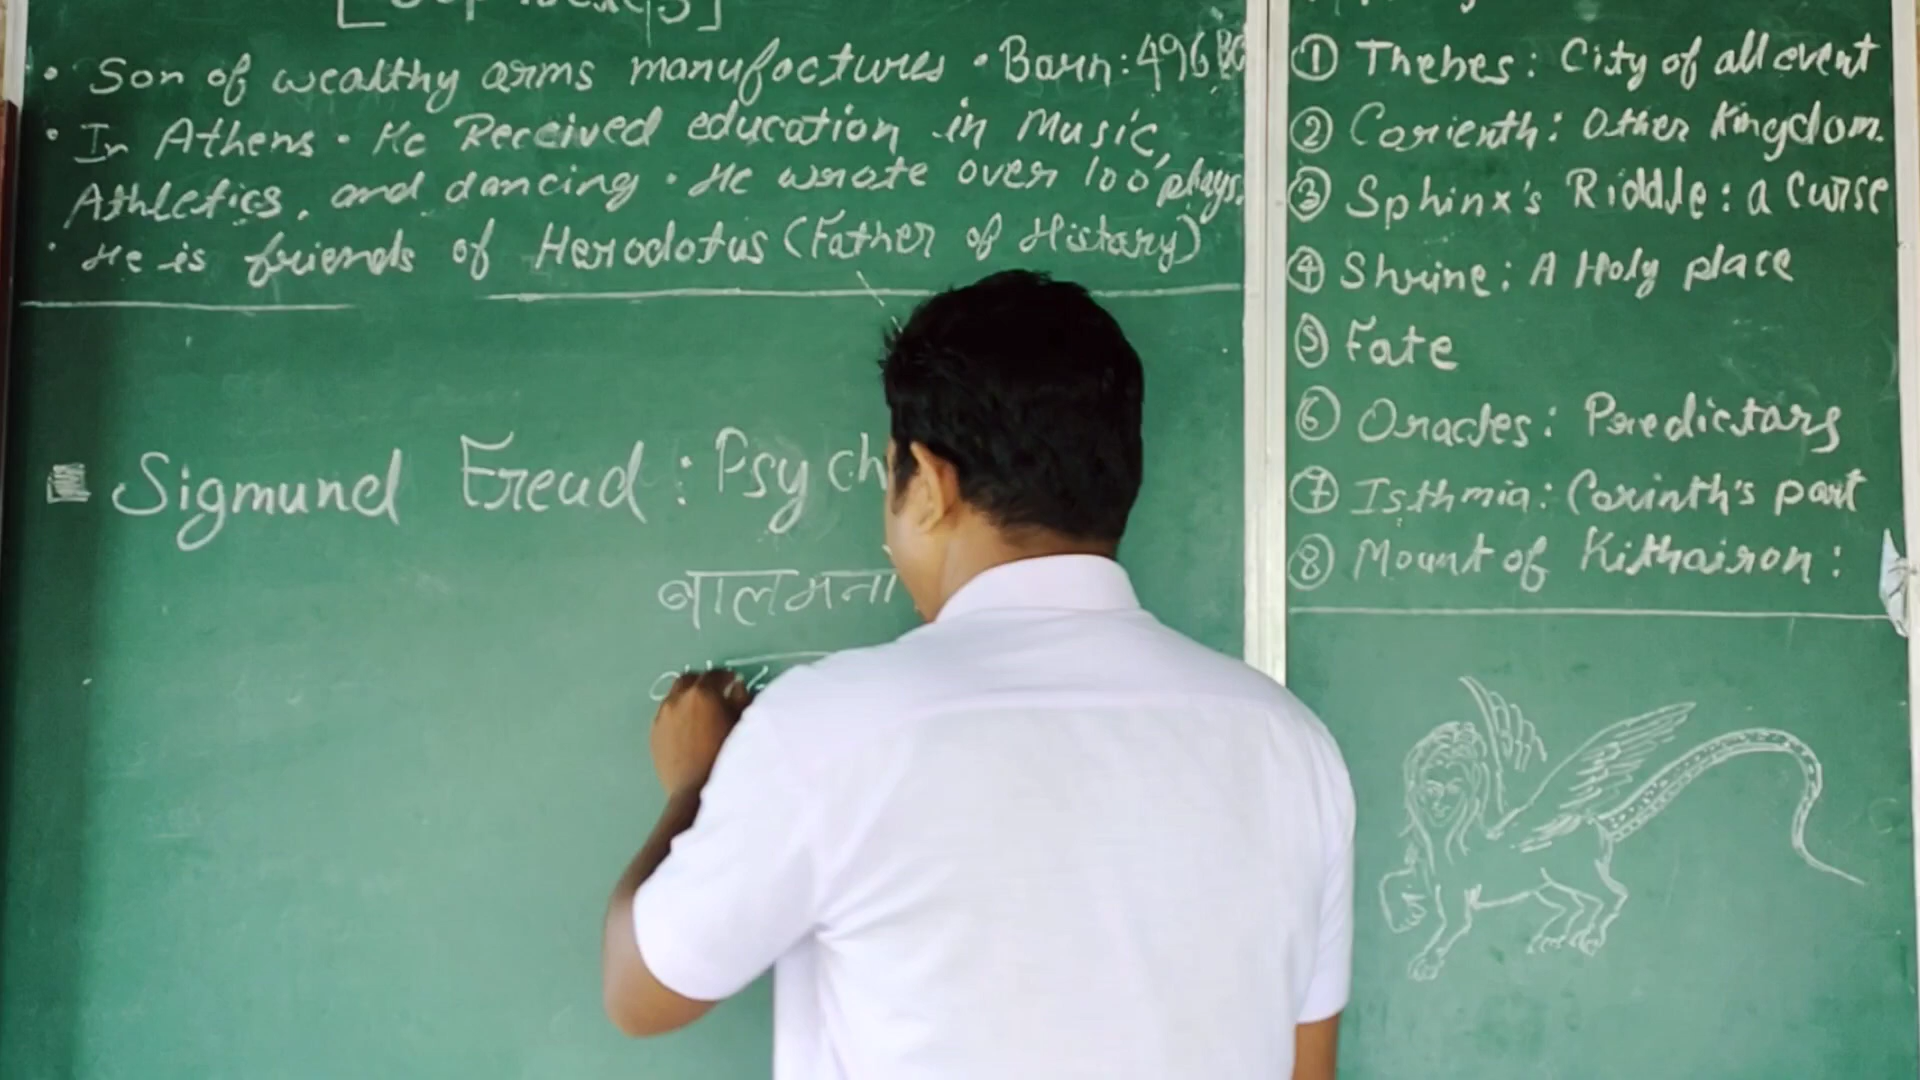 [Sophocles]
• Son of wealthy arms manufactures • Born: 496 BC
• In Athens • He Received education in Music,
Athletics, and dancing • He wrote over 100 plays.
• He is friends of Herodotus (Father of History)
Sigmund Freud: Psych
बालमना
① Thebes: City of all event
② Corienth: Other Kingdom.
③ Sphinx's Riddle: a Curse
④ Shrine: A Holy place
⑤ Fate
⑥ Oracles: Predictars
⑦ Isthmia: Corinth's part
⑧ Mount of Kithairon: